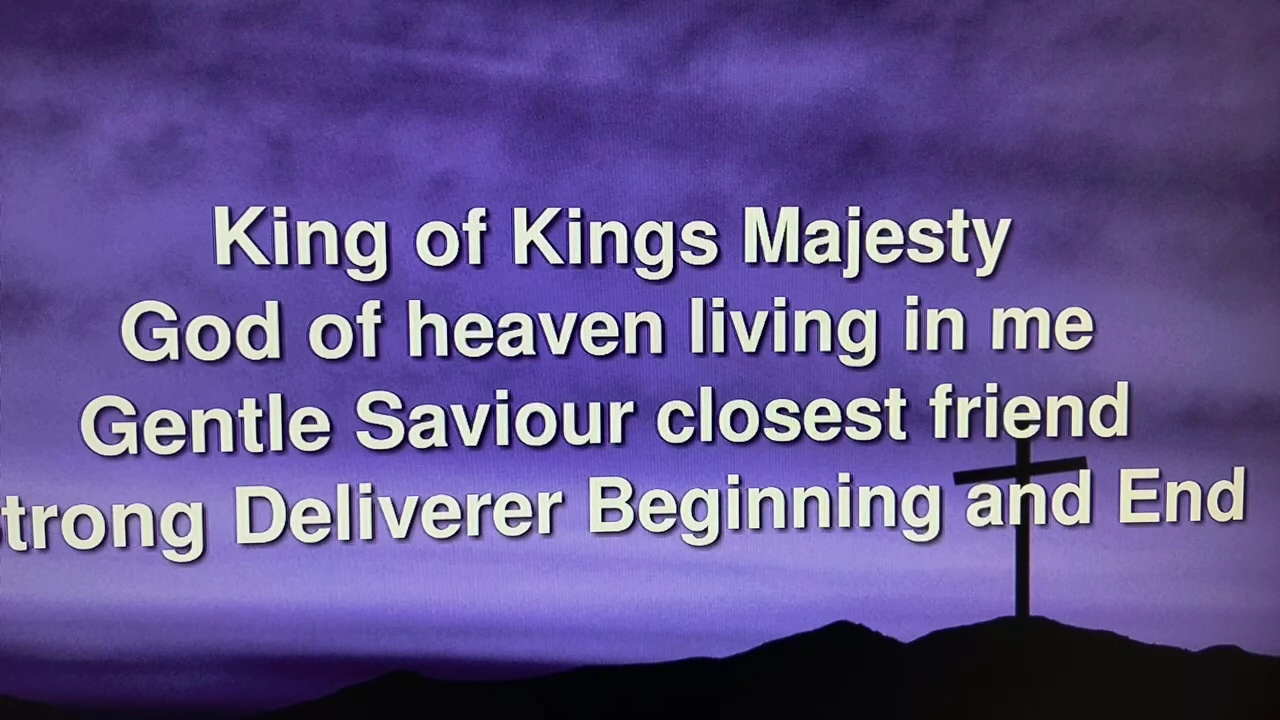 King of Kings Majesty
God of heaven living in me
Gentle Saviour closest friend
trong Deliverer Beginning and End